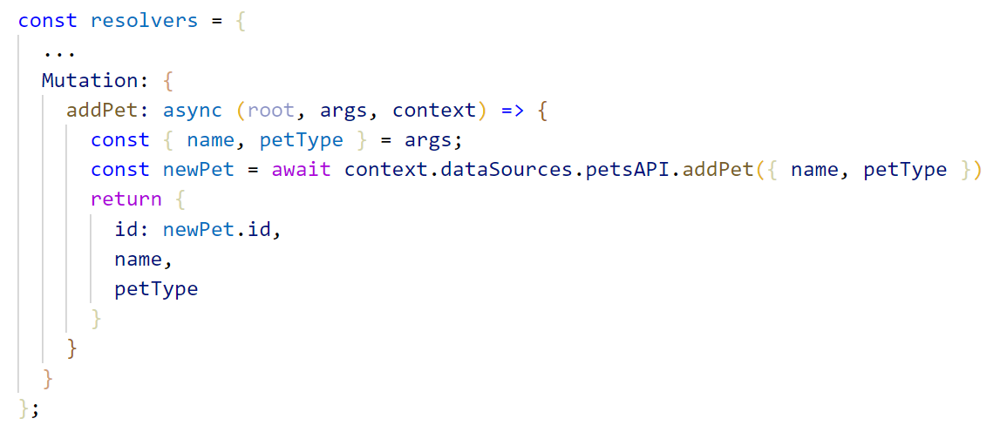 const resolvers = {
...
Mutation: {
addPet: async (root, args, context) => {
const { name, petType } = args;
const newPet = await context.dataSources.petsAPI.addPet({ name, petType })
return {
id: newPet.id,
name,
petType
}
}
}
};